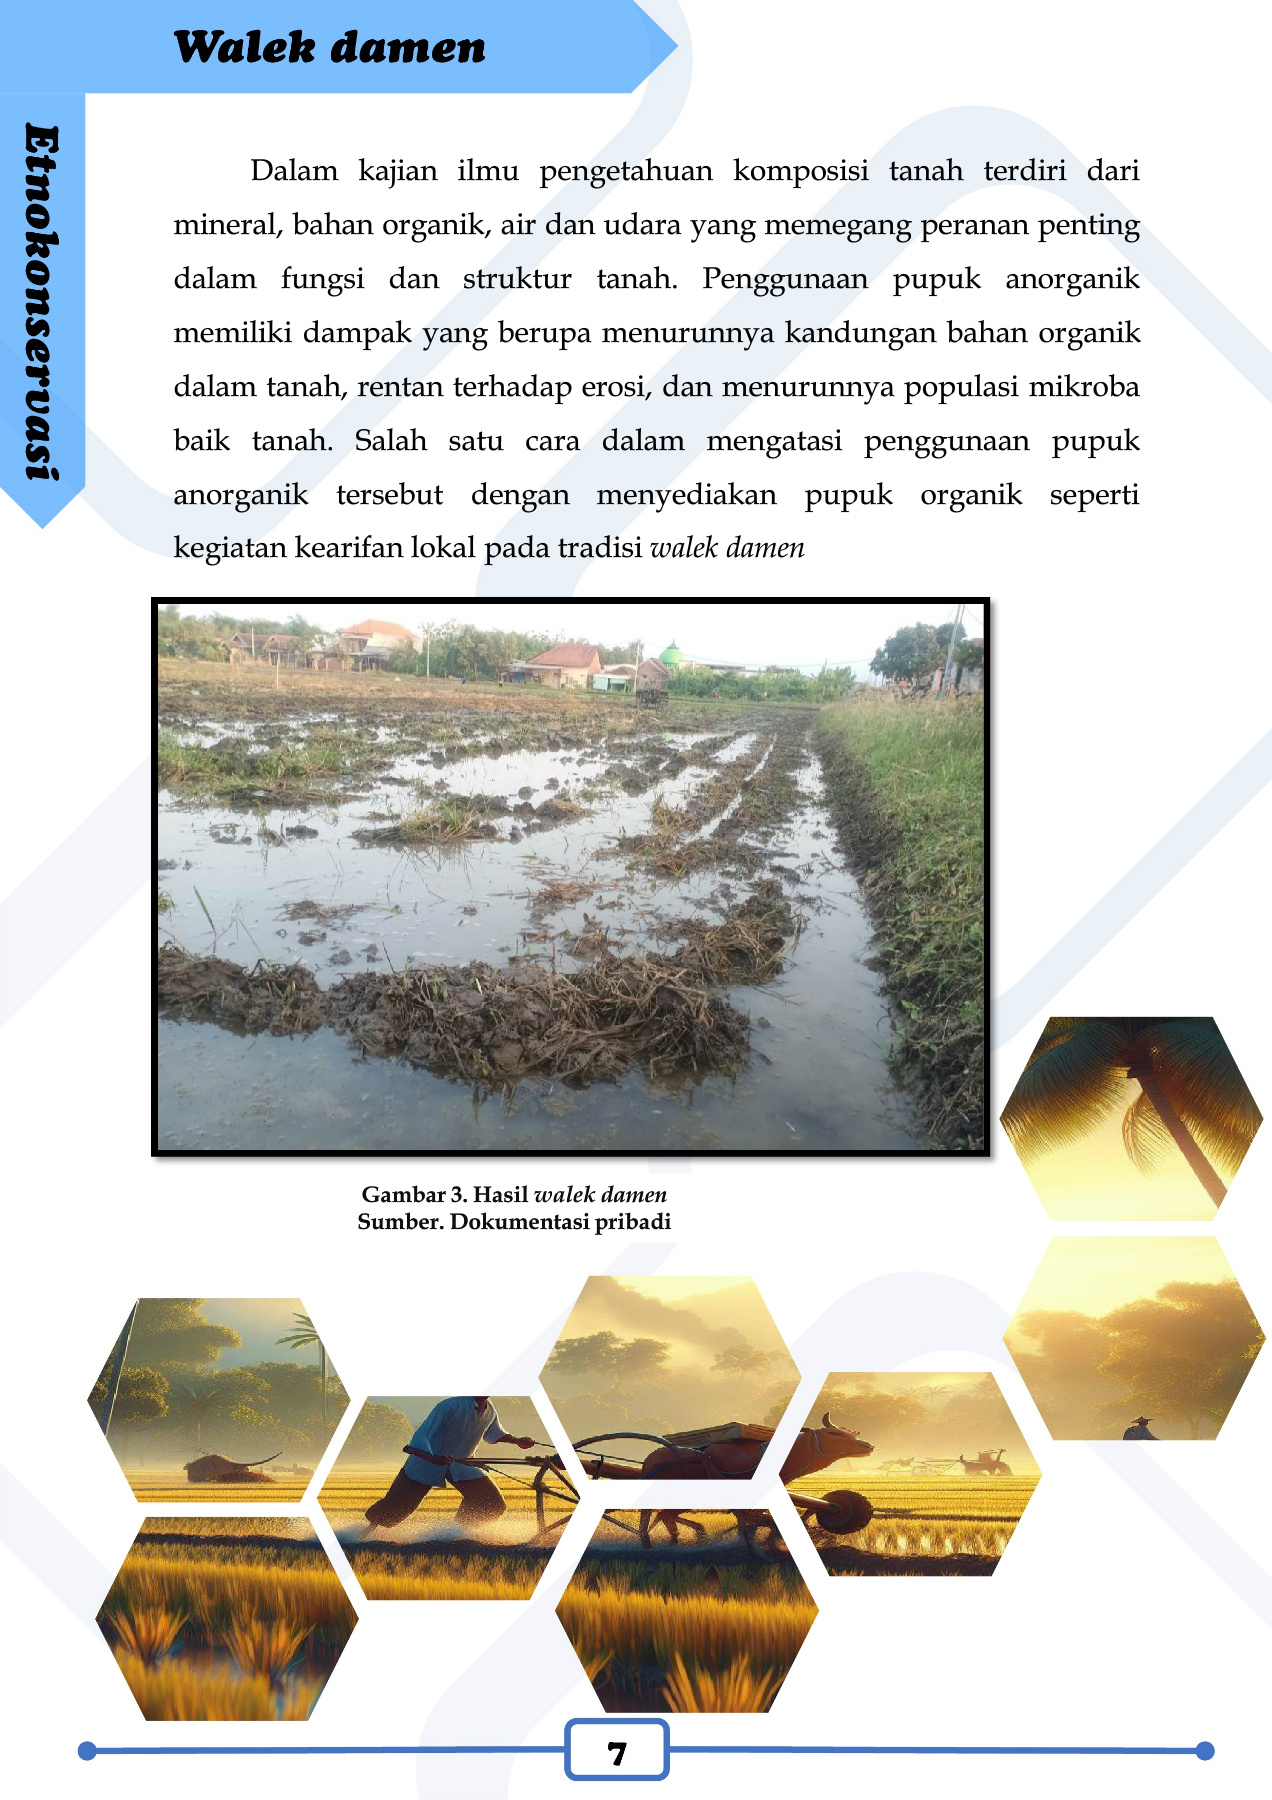 Walek damen
Etnokonservasi
Dalam kajian ilmu pengetahuan komposisi tanah terdiri dari
mineral, bahan organik, air dan udara yang memegang peranan penting
dalam fungsi dan struktur tanah. Penggunaan pupuk anorganik
memiliki dampak yang berupa menurunnya kandungan bahan organik
dalam tanah, rentan terhadap erosi, dan menurunnya populasi mikroba
baik tanah. Salah satu cara dalam mengatasi penggunaan pupuk
anorganik tersebut dengan menyediakan pupuk organik seperti
kegiatan kearifan lokal pada tradisi walek damen
Gambar 3. Hasil walek damen
Sumber. Dokumentasi pribadi
7